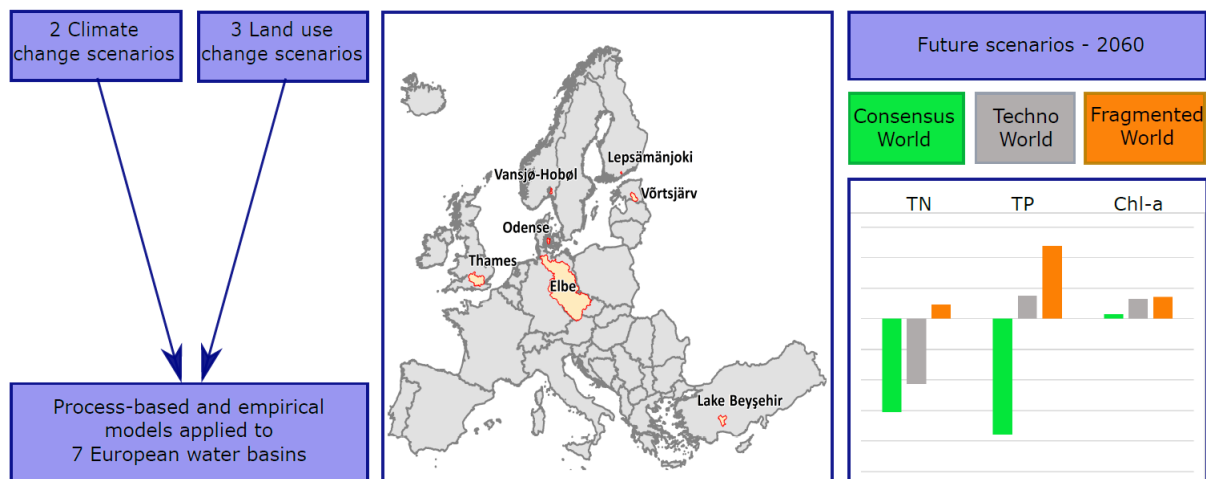 2 Climate
change scenarios
3 Land use
change scenarios
Process-based and empirical
models applied to
7 European water basins
Lepsämänjoki
Vansjø-Hobøl
Võrtsjärv
Odense
Thames
Elbe
Lake Beyşehir
Future scenarios - 2060
Consensus
World
Techno
World
Fragmented
World
TN TP Chl-a